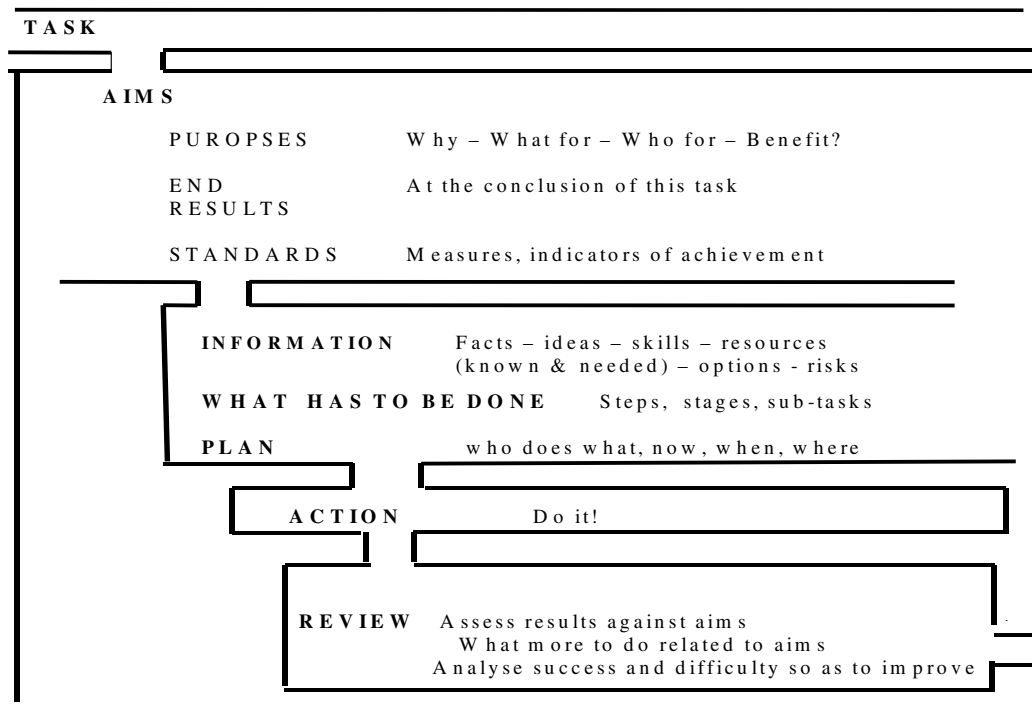 TASK
AIMS
PUROPSES Why – What for – Who for – Benefit?
END At the conclusion of this task
RESULTS
STANDARDS Measures, indicators of achievement
INFORMATION Facts – ideas – skills – resources
(known & needed) – options - risks
WHAT HAS TO BE DONE Steps, stages, sub-tasks
PLAN who does what, now, when, where
ACTION Do it!
REVIEW Assess results against aims
What more to do related to aims
Analyse success and difficulty so as to improve